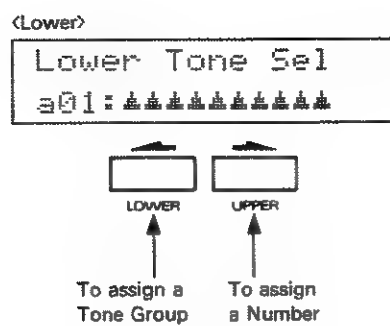 <Lower>
Lower Tone Sel
a01:
LOWER UPPER
To assign a To assign
Tone Group a Number